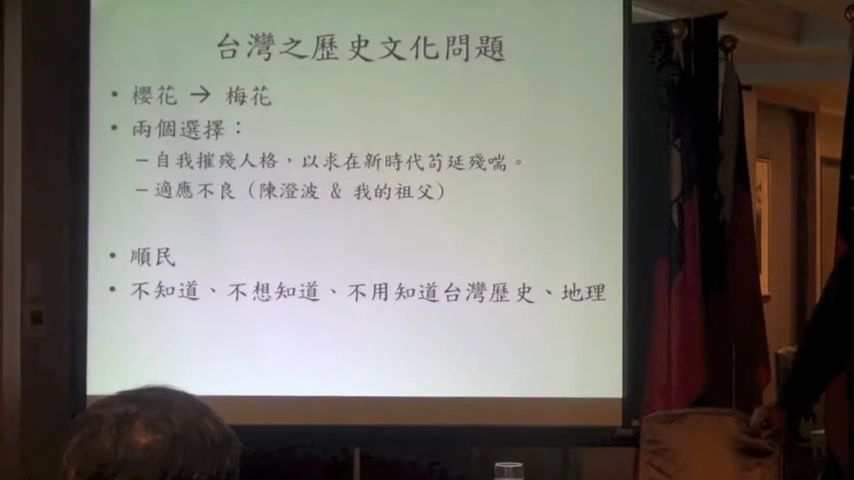 台灣之歷史文化問題
• 櫻花 → 梅花
• 兩個選擇：
–自我摧殘人格，以求在新時代苟延殘喘。
–適應不良（陳澄波 & 我的祖父）
• 順民
• 不知道、不想知道、不用知道台灣歷史、地理